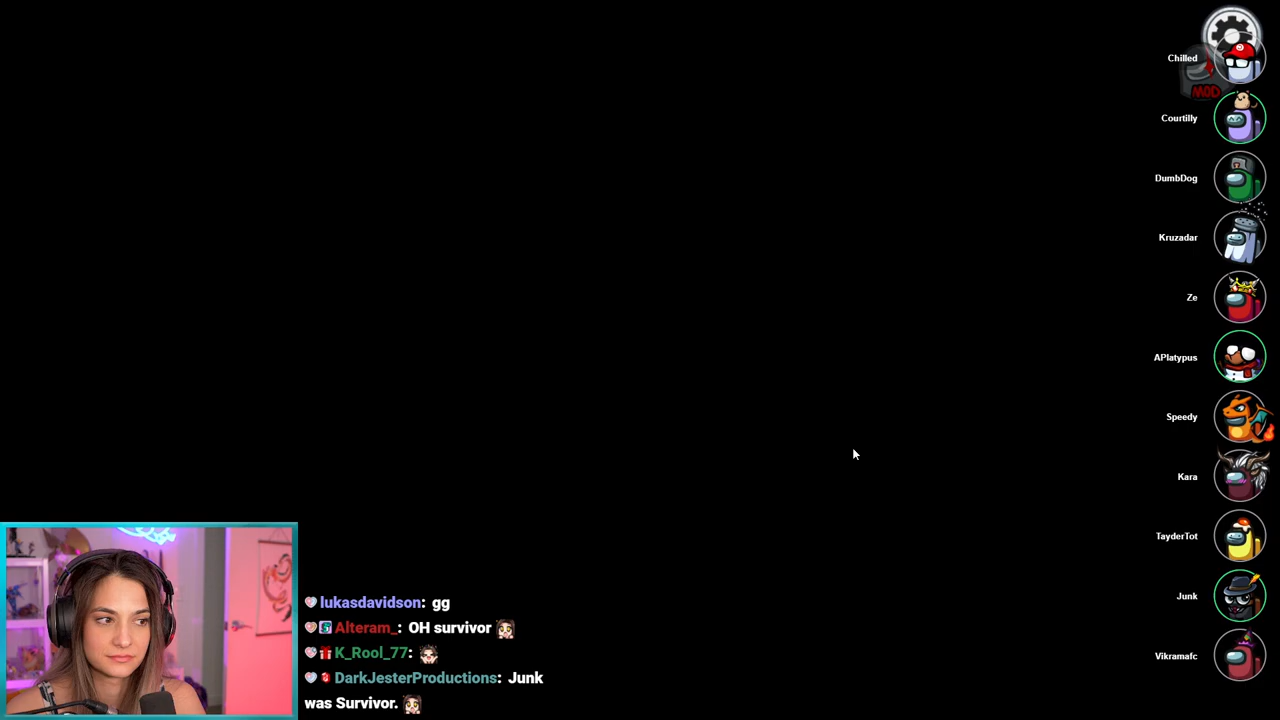 Chilled
MOD
Courtilly
DumbDog
Kruzadar
Ze
APlatypus
Speedy
Kara
TayderTot
Junk
Vikramafc
lukasdavidson: gg
Alteram_: OH survivor
K_Rool_77:
DarkJesterProductions: Junk
was Survivor.